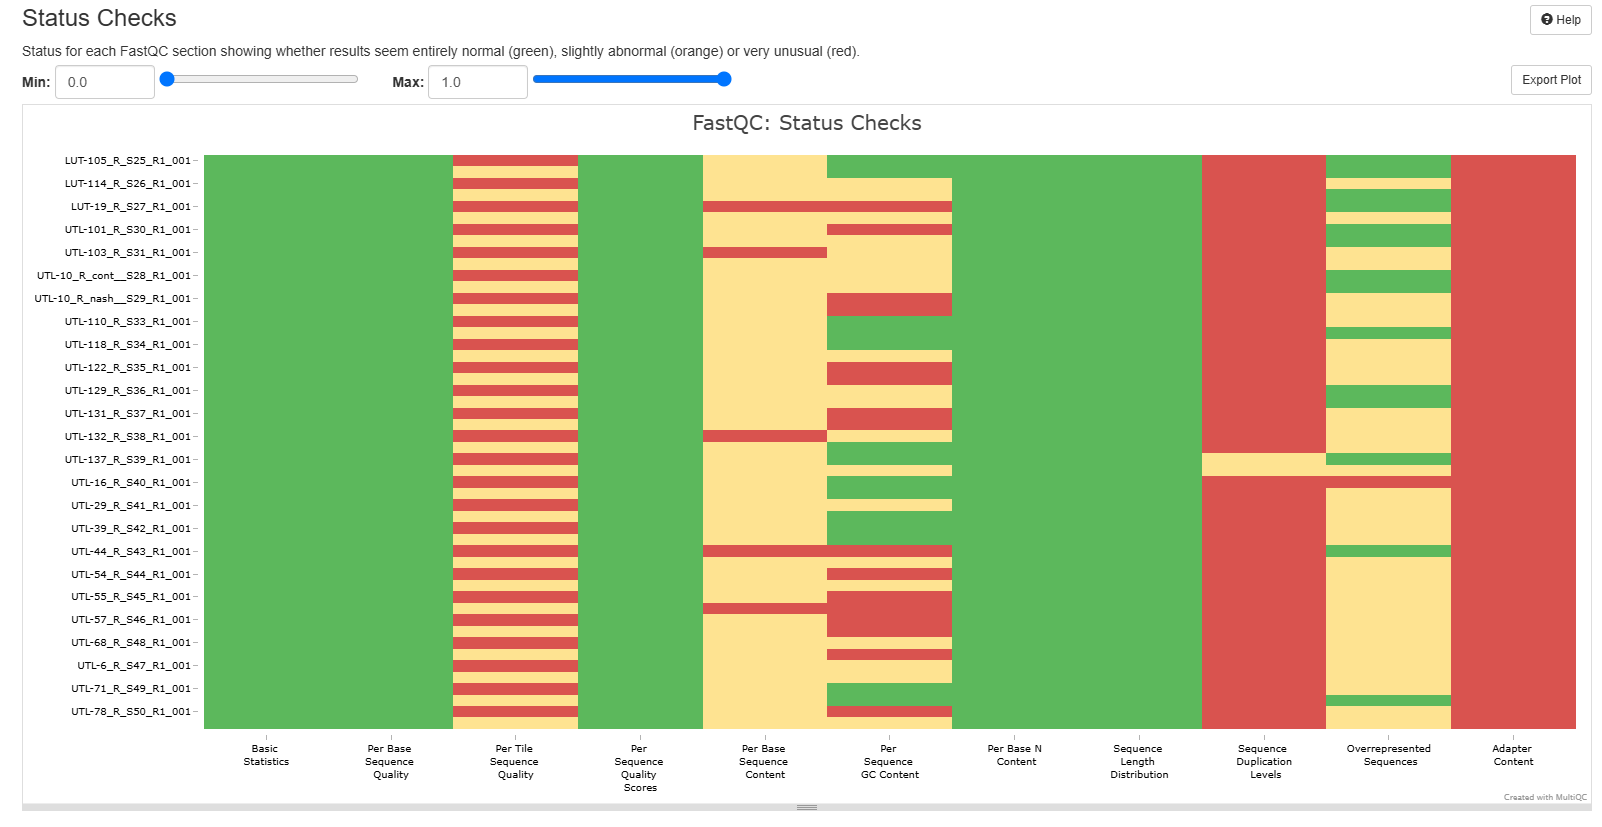 Status Checks
Help
Status for each FastQC section showing whether results seem entirely normal (green), slightly abnormal (orange) or very unusual (red).
Min: 0.0 Max: 1.0 Export Plot
FastQC: Status Checks
LUT-105_R_S25_R1_001
LUT-114_R_S26_R1_001
LUT-19_R_S27_R1_001
UTL-101_R_S30_R1_001
UTL-103_R_S31_R1_001
UTL-10_R_cont__S28_R1_001
UTL-10_R_nash__S29_R1_001
UTL-110_R_S33_R1_001
UTL-118_R_S34_R1_001
UTL-122_R_S35_R1_001
UTL-129_R_S36_R1_001
UTL-131_R_S37_R1_001
UTL-132_R_S38_R1_001
UTL-137_R_S39_R1_001
UTL-16_R_S40_R1_001
UTL-29_R_S41_R1_001
UTL-39_R_S42_R1_001
UTL-44_R_S43_R1_001
UTL-54_R_S44_R1_001
UTL-55_R_S45_R1_001
UTL-57_R_S46_R1_001
UTL-68_R_S48_R1_001
UTL-6_R_S47_R1_001
UTL-71_R_S49_R1_001
UTL-78_R_S50_R1_001
Basic
Statistics
Per Base
Sequence
Quality
Per Tile
Sequence
Quality
Per
Sequence
Quality
Scores
Per Base
Sequence
Content
Per
Sequence
GC Content
Per Base N
Content
Sequence
Length
Distribution
Sequence
Duplication
Levels
Overrepresented
Sequences
Adapter
Content
Created with MultiQC